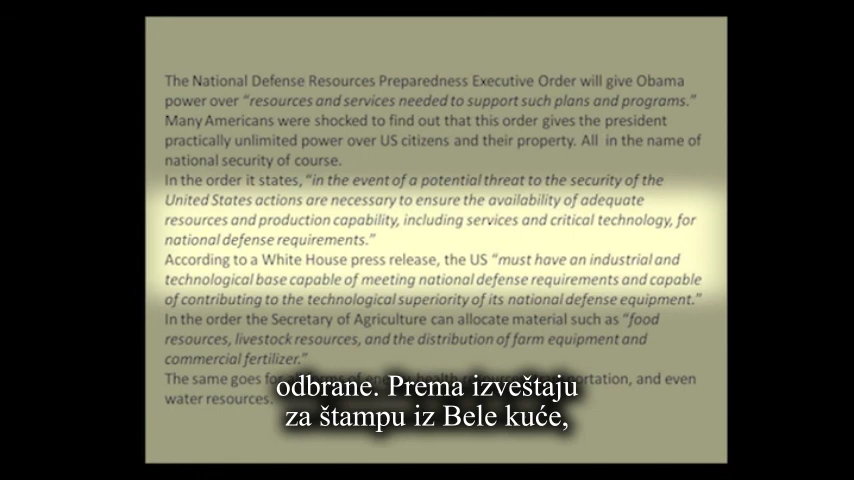 The National Defense Resources Preparedness Executive Order will give Obama
power over “resources and services needed to support such plans and programs.”
Many Americans were shocked to find out that this order gives the president
practically unlimited power over US citizens and their property. All in the name of
national security of course.
In the order it states, “in the event of a potential threat to the security of the
United States actions are necessary to ensure the availability of adequate
resources and production capability, including services and critical technology, for
national defense requirements.”
According to a White House press release, the US “must have an industrial and
technological base capable of meeting national defense requirements and capable
of contributing to the technological superiority of its national defense equipment.”
In the order the Secretary of Agriculture can allocate material such as “food
resources, livestock resources, and the distribution of farm equipment and
commercial fertilizer.”
The same goes for and even
water resources.
odbrane. Prema izveštaju
za štampu iz Bele kuće,